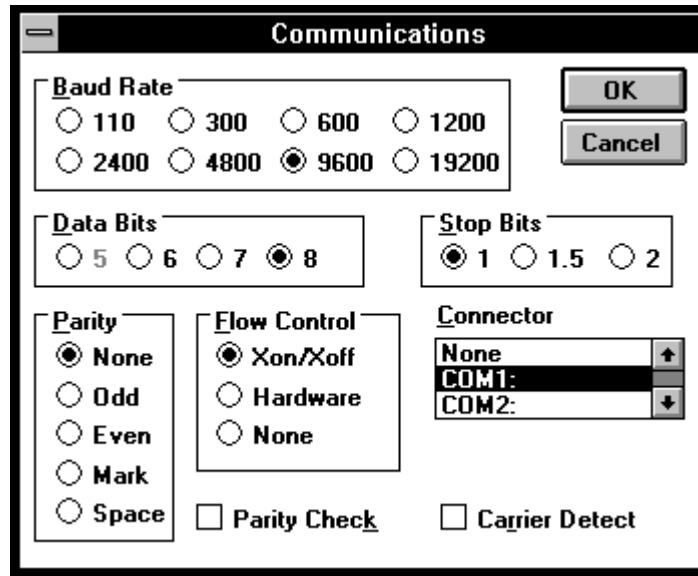 Communications
Baud Rate
110 300 600 1200
2400 4800 9600 19200
OK
Cancel
Data Bits
5 6 7 8
Stop Bits
1 1.5 2
Parity
None
Odd
Even
Mark
Space
Flow Control
Xon/Xoff
Hardware
None
Connector
None
COM1:
COM2:
Parity Check
Carrier Detect